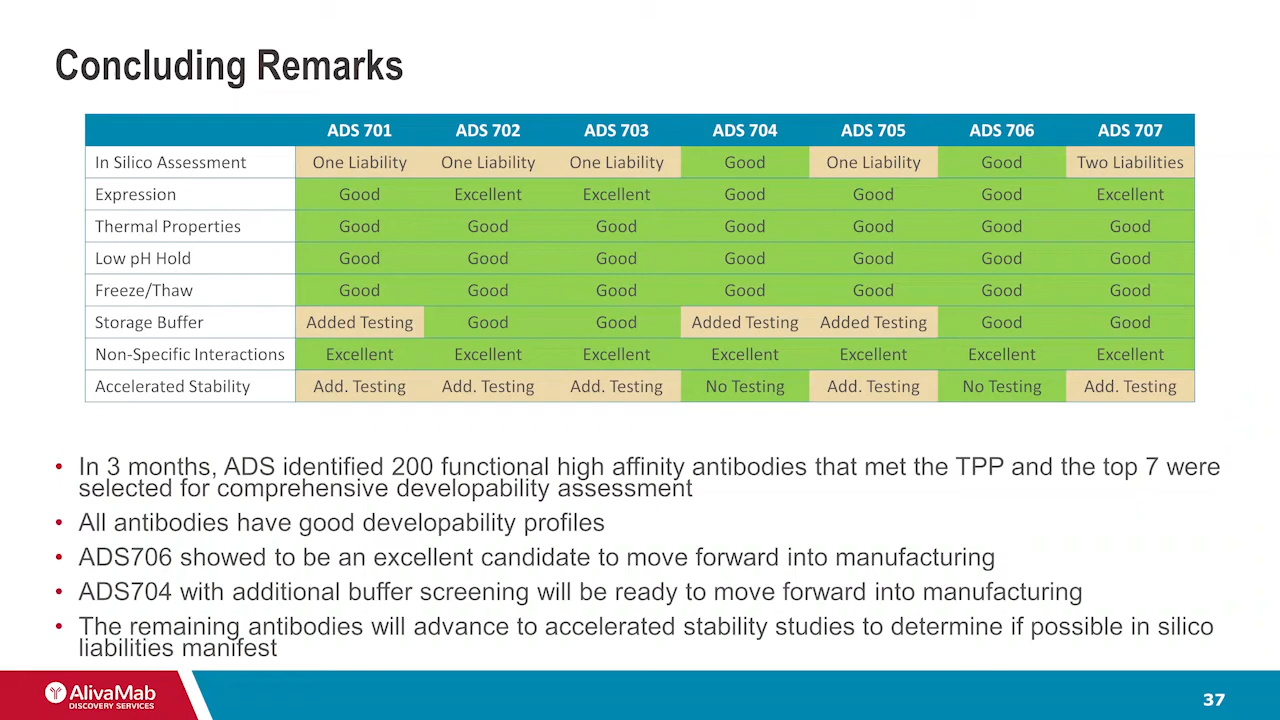 Concluding Remarks
ADS 701 ADS 702 ADS 703 ADS 704 ADS 705 ADS 706 ADS 707
In Silico Assessment One Liability One Liability One Liability Good One Liability Good Two Liabilities
Expression Good Excellent Excellent Good Good Good Excellent
Thermal Properties Good Good Good Good Good Good Good
Low pH Hold Good Good Good Good Good Good Good
Freeze/Thaw Good Good Good Good Good Good Good
Storage Buffer Added Testing Good Good Added Testing Added Testing Good Good
Non-Specific Interactions Excellent Excellent Excellent Excellent Excellent Excellent Excellent
Accelerated Stability Add. Testing Add. Testing Add. Testing No Testing Add. Testing No Testing Add. Testing
• In 3 months, ADS identified 200 functional high affinity antibodies that met the TPP and the top 7 were
selected for comprehensive developability assessment
• All antibodies have good developability profiles
• ADS706 showed to be an excellent candidate to move forward into manufacturing
• ADS704 with additional buffer screening will be ready to move forward into manufacturing
• The remaining antibodies will advance to accelerated stability studies to determine if possible in silico
liabilities manifest
AlivaMab
DISCOVERY SERVICES
37